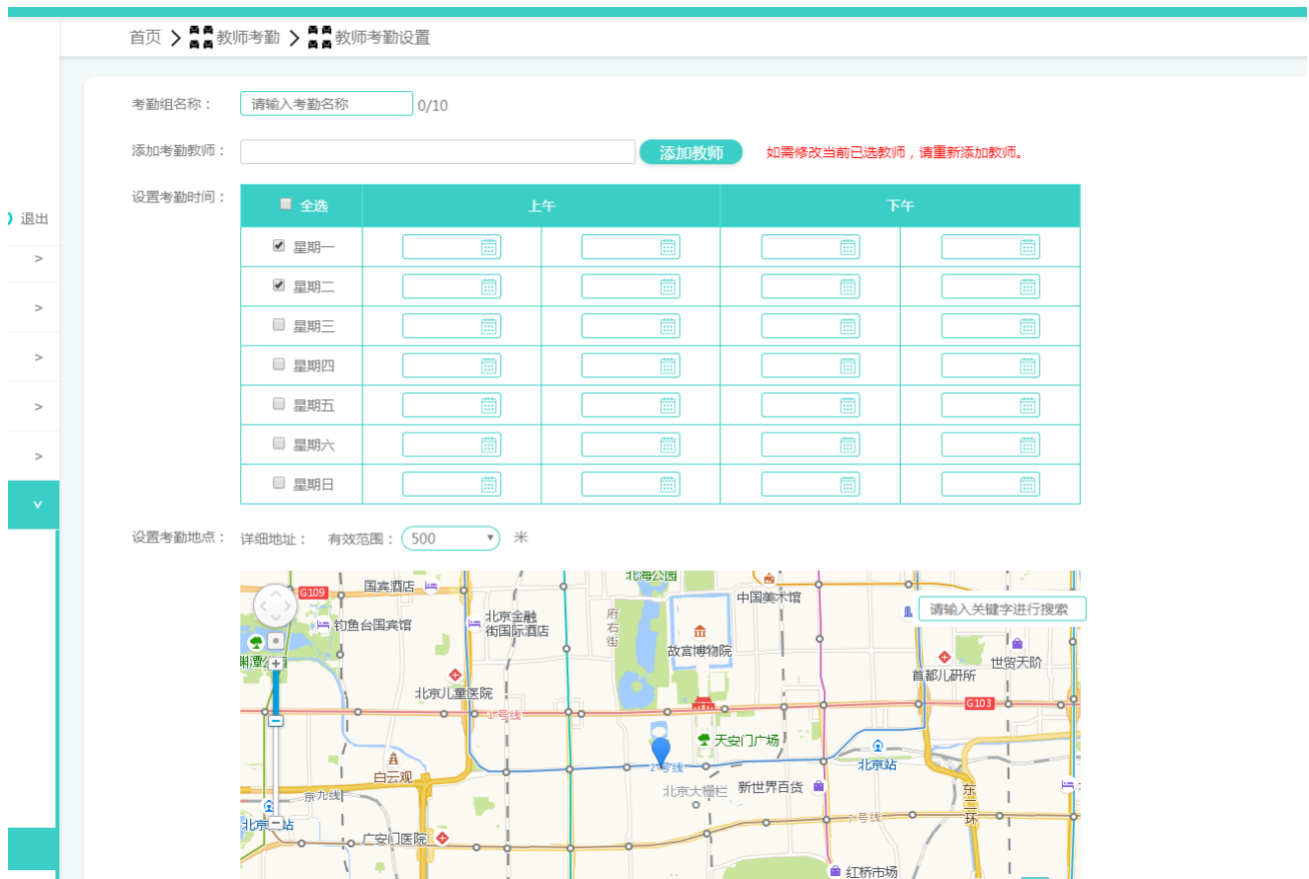 首页 > 教师考勤 > 教师考勤设置
考勤组名称： 请输入考勤名称 0/10
添加考勤教师： 添加教师 如需修改当前已选教师，请重新添加教师。
设置考勤时间： 全选 上午 下午
退出
星期一
>
星期二
>
星期三
>
星期四
>
星期五
>
星期六
星期日
设置考勤地点： 详细地址： 有效范围： 500 米
北海公园
G109 国宾酒店
中国美术馆
请输入关键字进行搜索
北京金融
街国际酒店
钓鱼台国宾馆
府右街
故宫博物院
世贸天阶
首都儿研所
北京儿童医院
G103
1号线
天安门广场
2号线
北京站
白云观
北京大栅栏
新世界百货
京九线
东二环
7号线
广安门医院
红桥市场